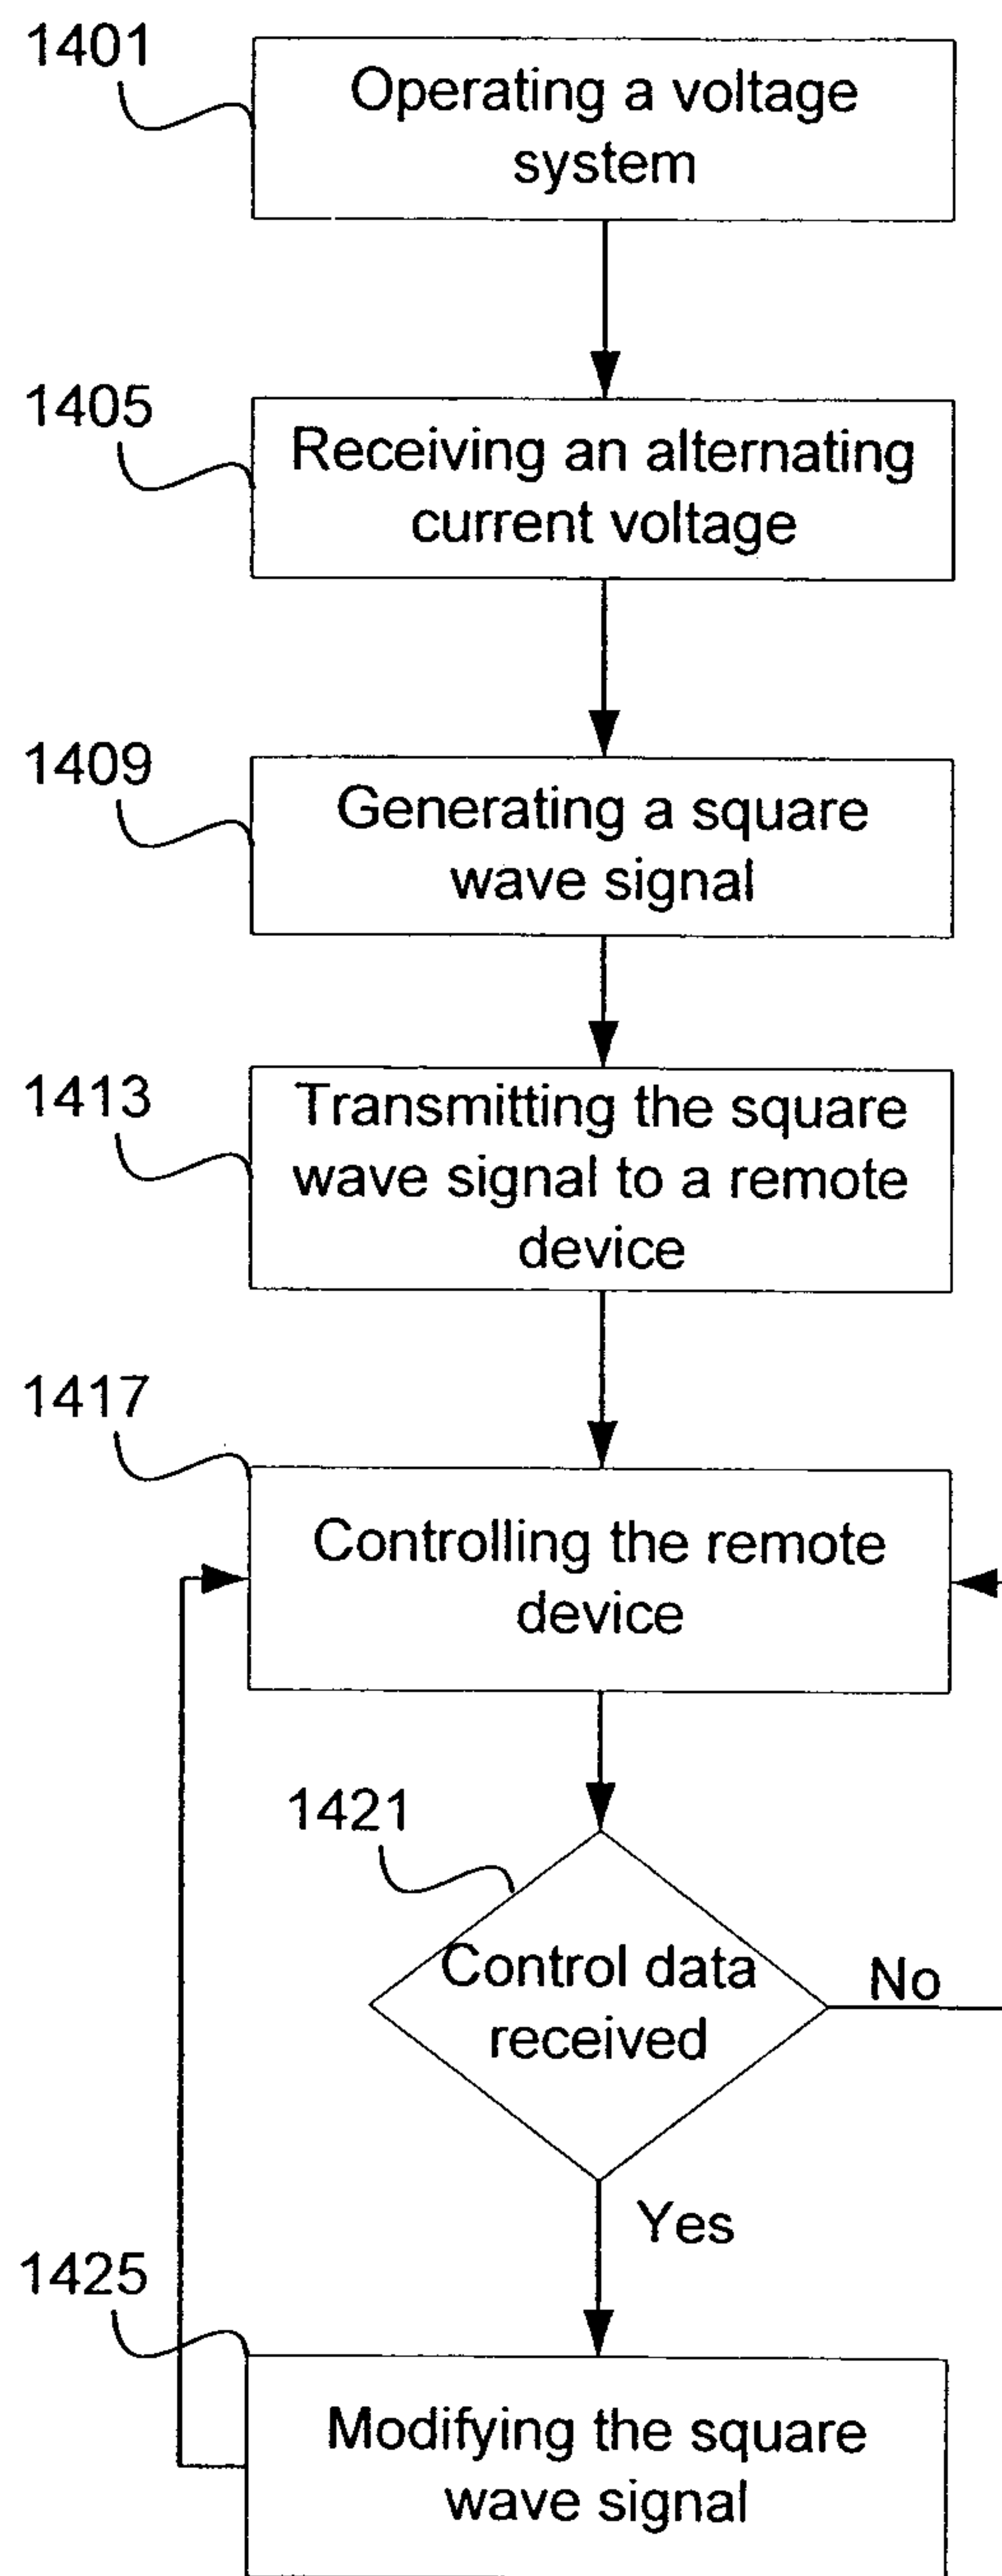 1401
Operating a voltage
system
1405
Receiving an alternating
current voltage
1409
Generating a square
wave signal
1413
Transmitting the square
wave signal to a remote
device
1417
Controlling the remote
device
1421
Control data
received
No
Yes
1425
Modifying the square
wave signal